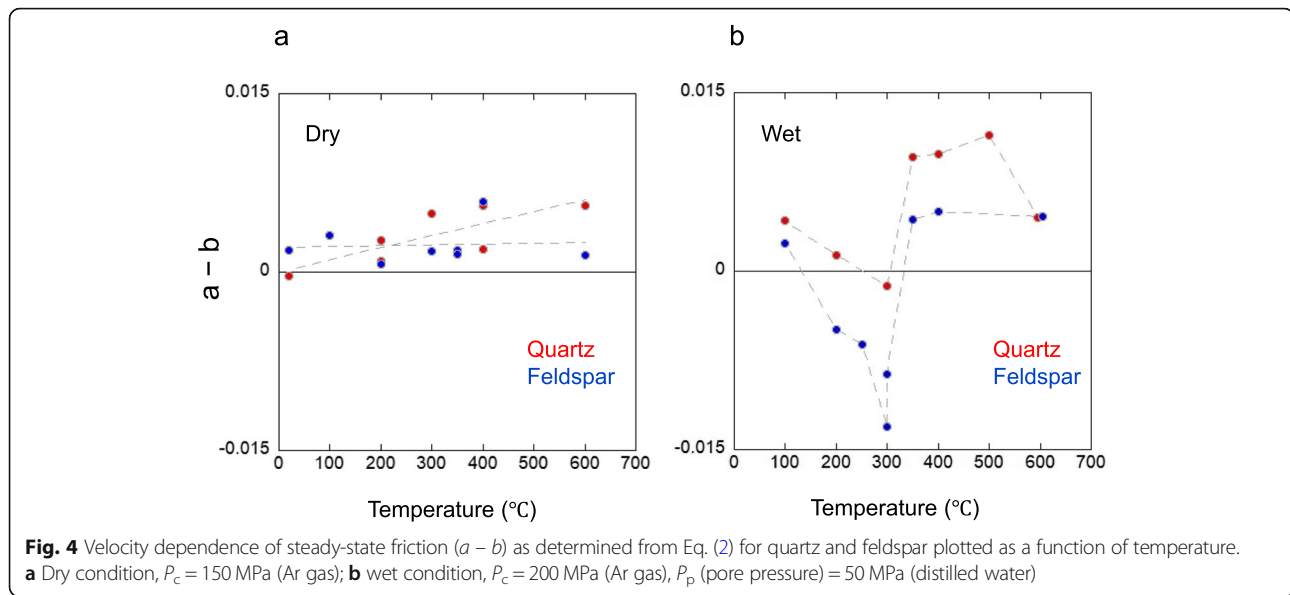 a
0.015
0
-0.015
a – b
Dry
Quartz
Feldspar
0 100 200 300 400 500 600 700
Temperature (℃)
b
0.015
0
-0.015
Wet
Quartz
Feldspar
0 100 200 300 400 500 600 700
Temperature (℃)
Fig. 4 Velocity dependence of steady-state friction (a – b) as determined from Eq. (2) for quartz and feldspar plotted as a function of temperature.
a Dry condition, Pc = 150 MPa (Ar gas); b wet condition, Pc = 200 MPa (Ar gas), Pp (pore pressure) = 50 MPa (distilled water)